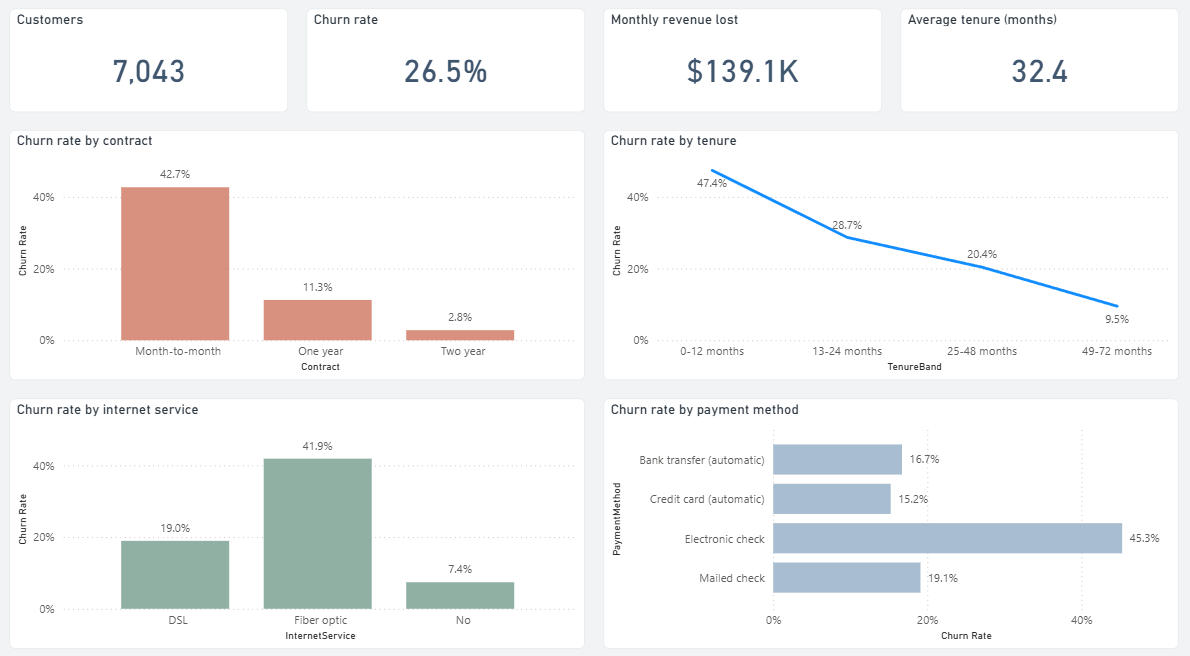 Customers
7,043
Churn rate
26.5%
Monthly revenue lost
$139.1K
Average tenure (months)
32.4
Churn rate by contract
Churn Rate
40%
20%
0%
42.7%
11.3%
2.8%
Month-to-month
One year
Two year
Contract
Churn rate by tenure
Churn Rate
40%
20%
0%
47.4%
28.7%
20.4%
9.5%
0-12 months
13-24 months
25-48 months
49-72 months
TenureBand
Churn rate by internet service
Churn Rate
40%
20%
0%
19.0%
41.9%
7.4%
DSL
Fiber optic
No
InternetService
Churn rate by payment method
PaymentMethod
Bank transfer (automatic)
16.7%
Credit card (automatic)
15.2%
Electronic check
45.3%
Mailed check
19.1%
0%
20%
40%
Churn Rate